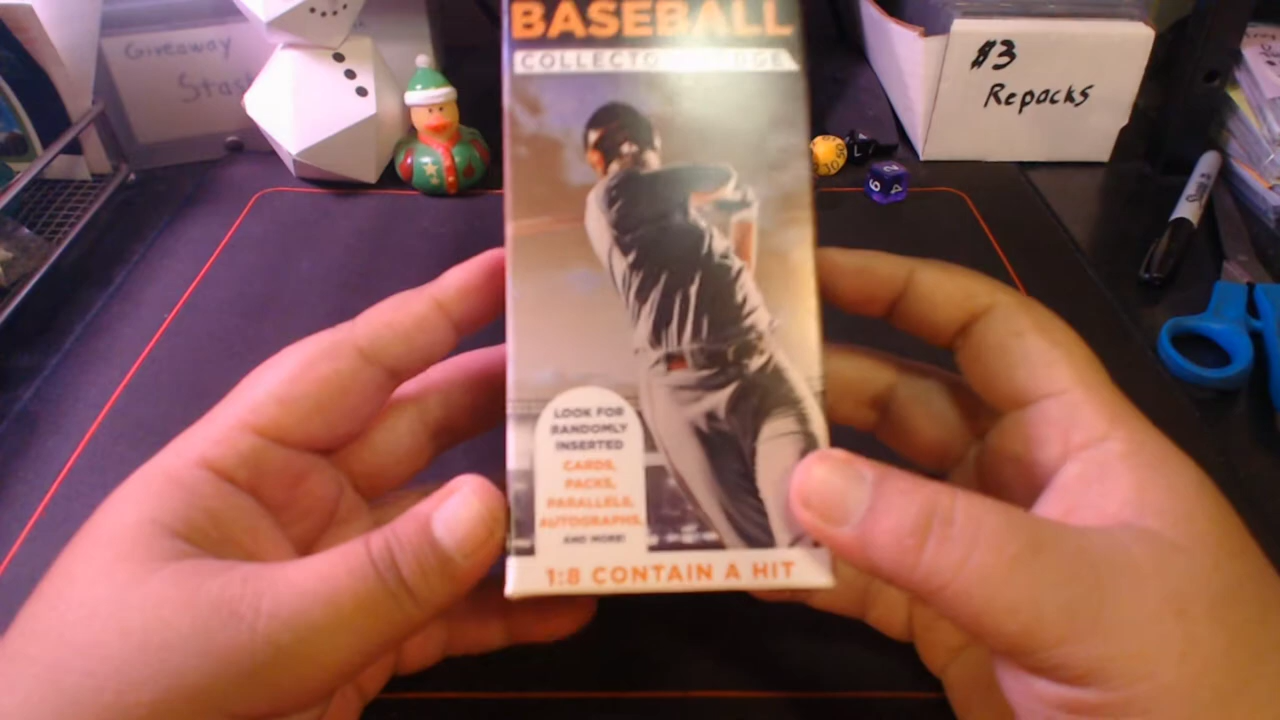 BASEBALL
COLLECTOR
Giveaway
Stash
#3
Repacks
LOOK FOR
RANDOMLY
INSERTED
CARDS,
PACKS,
PARALLELS,
AUTOGRAPHS,
AND MORE!
1:8 CONTAIN A HIT